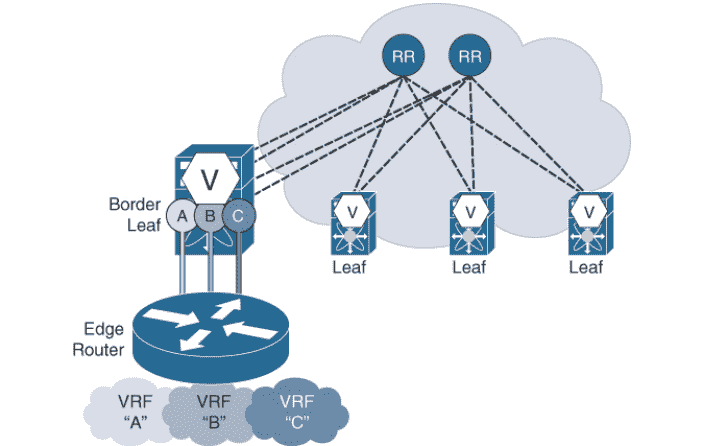 RR RR
V
Border
Leaf
A B C
V V V
Leaf Leaf Leaf
Edge
Router
VRF
“A”
VRF
“B”
VRF
“C”